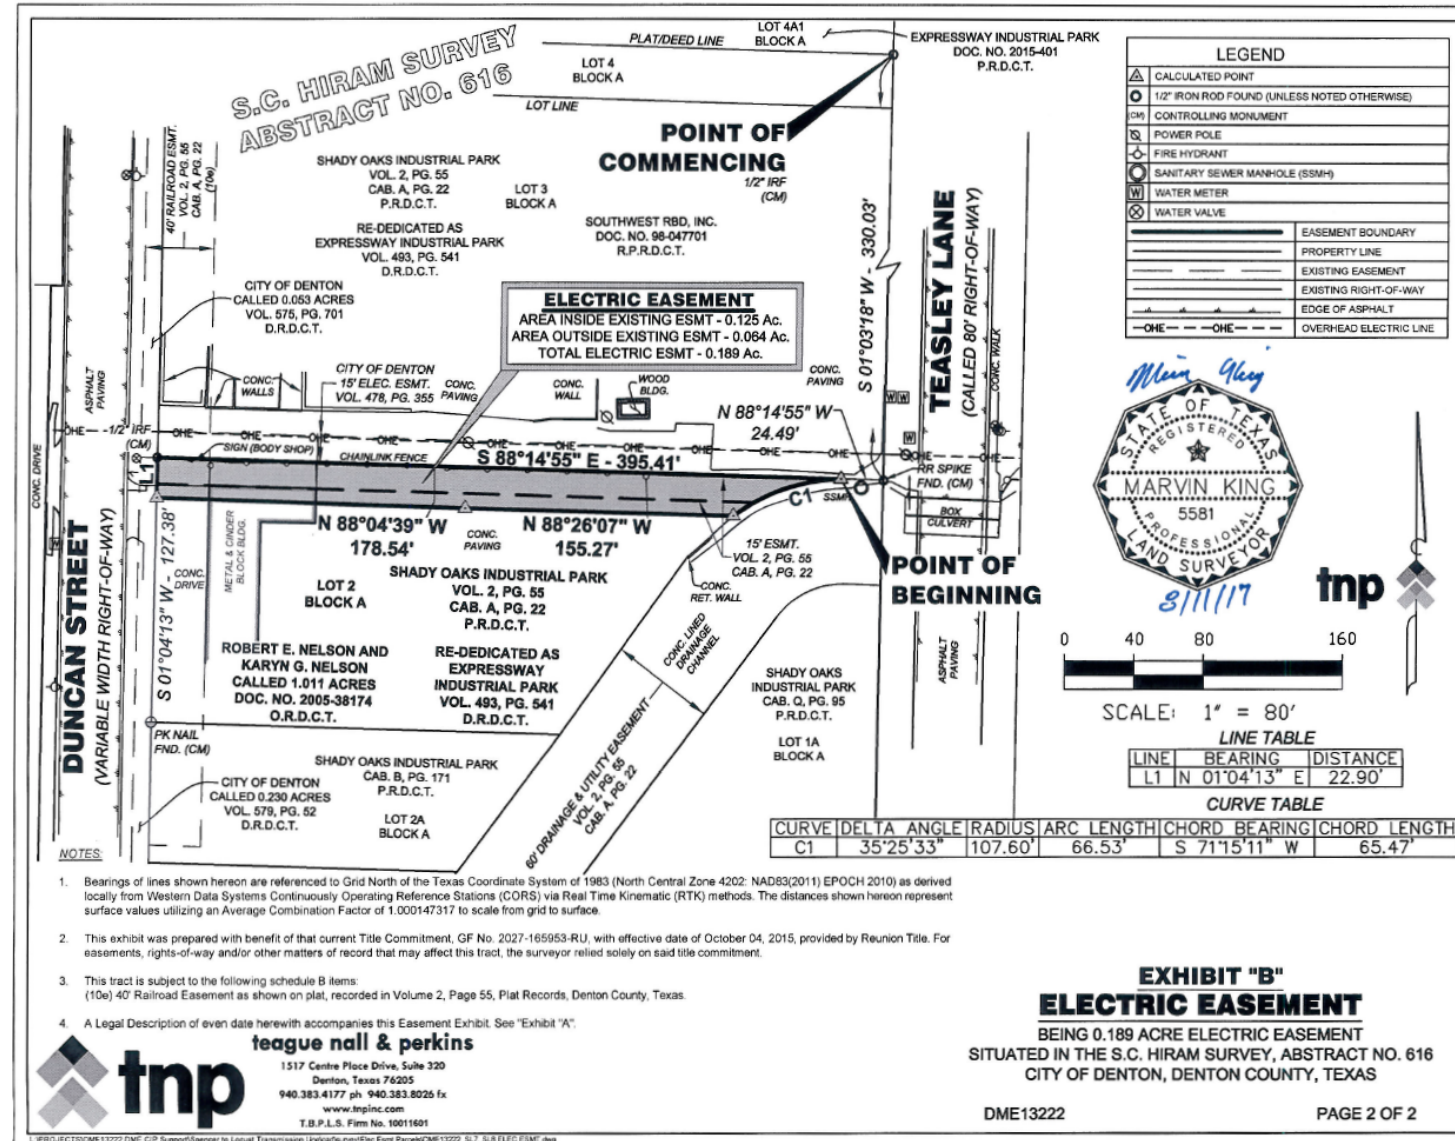 S.C. HIRAM SURVEY
ABSTRACT NO. 616
PLAT/DEED LINE
LOT 4A1
BLOCK A
EXPRESSWAY INDUSTRIAL PARK
DOC. NO. 2015-401
P.R.D.C.T.
LOT 4
BLOCK A
LOT LINE
POINT OF
COMMENCING
1/2" IRF
(CM)
LEGEND
CALCULATED POINT
1/2" IRON ROD FOUND (UNLESS NOTED OTHERWISE)
(CM) CONTROLLING MONUMENT
POWER POLE
FIRE HYDRANT
SANITARY SEWER MANHOLE (SSMH)
W WATER METER
WATER VALVE
EASEMENT BOUNDARY
PROPERTY LINE
EXISTING EASEMENT
EXISTING RIGHT-OF-WAY
EDGE OF ASPHALT
OHE OHE OVERHEAD ELECTRIC LINE
40' RAILROAD ESMT.
VOL. 2, PG. 55
CAB. A, PG. 22
(10e)
SHADY OAKS INDUSTRIAL PARK
VOL. 2, PG. 55
CAB. A, PG. 22
P.R.D.C.T.
LOT 3
BLOCK A
RE-DEDICATED AS
EXPRESSWAY INDUSTRIAL PARK
VOL. 493, PG. 541
D.R.D.C.T.
SOUTHWEST RBD, INC.
DOC. NO. 98-047701
R.P.R.D.C.T.
S 01°03'18" W - 330.03'
TEASLEY LANE
(CALLED 80' RIGHT-OF-WAY)
CONC. WALK
CITY OF DENTON
CALLED 0.053 ACRES
VOL. 575, PG. 701
D.R.D.C.T.
ELECTRIC EASEMENT
AREA INSIDE EXISTING ESMT - 0.125 Ac.
AREA OUTSIDE EXISTING ESMT - 0.064 Ac.
TOTAL ELECTRIC ESMT - 0.189 Ac.
ASPHALT
PAVING
CONC.
WALLS
CITY OF DENTON
15' ELEC. ESMT.
VOL. 478, PG. 355
CONC.
PAVING
CONC.
WALL
WOOD
BLDG.
CONC.
PAVING
N 88°14'55" W
24.49'
W W
W
CONC. DRIVE
OHE
1/2" IRF
(CM)
OHE
OHE
OHE
OHE
OHE
OHE
OHE
OHE
OHE
SIGN (BODY SHOP)
CHAINLINK FENCE
S 88°14'55" E - 395.41'
RR SPIKE
FND. (CM)
L1
C1
SSMH
BOX
CULVERT
N 88°04'39" W
178.54'
CONC.
PAVING
N 88°26'07" W
155.27'
15' ESMT.
VOL. 2, PG. 55
CAB. A, PG. 22
W
DUNCAN STREET
(VARIABLE WIDTH RIGHT-OF-WAY)
S 01°04'13" W - 127.38'
CONC.
DRIVE
METAL & CINDER
BLOCK BLDG.
CONC.
RET. WALL
POINT OF
BEGINNING
LOT 2
BLOCK A
SHADY OAKS INDUSTRIAL PARK
VOL. 2, PG. 55
CAB. A, PG. 22
P.R.D.C.T.
ROBERT E. NELSON AND
KARYN G. NELSON
CALLED 1.011 ACRES
DOC. NO. 2005-38174
O.R.D.C.T.
RE-DEDICATED AS
EXPRESSWAY
INDUSTRIAL PARK
VOL. 493, PG. 541
D.R.D.C.T.
CONC. LINED
DRAINAGE
CHANNEL
60' DRAINAGE & UTILITY EASEMENT
VOL. 2, PG. 55
CAB. A, PG. 22
SHADY OAKS
INDUSTRIAL PARK
CAB. Q, PG. 95
P.R.D.C.T.
LOT 1A
BLOCK A
ASPHALT
PAVING
PK NAIL
FND. (CM)
CITY OF DENTON
CALLED 0.230 ACRES
VOL. 579, PG. 52
D.R.D.C.T.
SHADY OAKS INDUSTRIAL PARK
CAB. B, PG. 171
P.R.D.C.T.
LOT 2A
BLOCK A
STATE OF TEXAS
REGISTERED
MARVIN KING
5581
PROFESSIONAL
LAND SURVEYOR
8/11/17
tnp
0 40 80 160
SCALE: 1" = 80'
LINE TABLE
LINE BEARING DISTANCE
L1 N 01°04'13" E 22.90'
CURVE TABLE
CURVE DELTA ANGLE RADIUS ARC LENGTH CHORD BEARING CHORD LENGTH
C1 35°25'33" 107.60' 66.53' S 71°15'11" W 65.47'
NOTES:
1. Bearings of lines shown hereon are referenced to Grid North of the Texas Coordinate System of 1983 (North Central Zone 4202: NAD83(2011) EPOCH 2010) as derived
locally from Western Data Systems Continuously Operating Reference Stations (CORS) via Real Time Kinematic (RTK) methods. The distances shown hereon represent
surface values utilizing an Average Combination Factor of 1.000147317 to scale from grid to surface.
2. This exhibit was prepared with benefit of that current Title Commitment, GF No. 2027-165953-RU, with effective date of October 04, 2015, provided by Reunion Title. For
easements, rights-of-way and/or other matters of record that may affect this tract, the surveyor relied solely on said title commitment.
3. This tract is subject to the following schedule B items:
(10e) 40' Railroad Easement as shown on plat, recorded in Volume 2, Page 55, Plat Records, Denton County, Texas.
4. A Legal Description of even date herewith accompanies this Easement Exhibit. See "Exhibit "A".
tnp
teague nall & perkins
1517 Centre Place Drive, Suite 320
Denton, Texas 76205
940.383.4177 ph 940.383.8026 fx
www.tnpinc.com
T.B.P.L.S. Firm No. 10011601
EXHIBIT "B"
ELECTRIC EASEMENT
BEING 0.189 ACRE ELECTRIC EASEMENT
SITUATED IN THE S.C. HIRAM SURVEY, ABSTRACT NO. 616
CITY OF DENTON, DENTON COUNTY, TEXAS
DME13222
PAGE 2 OF 2